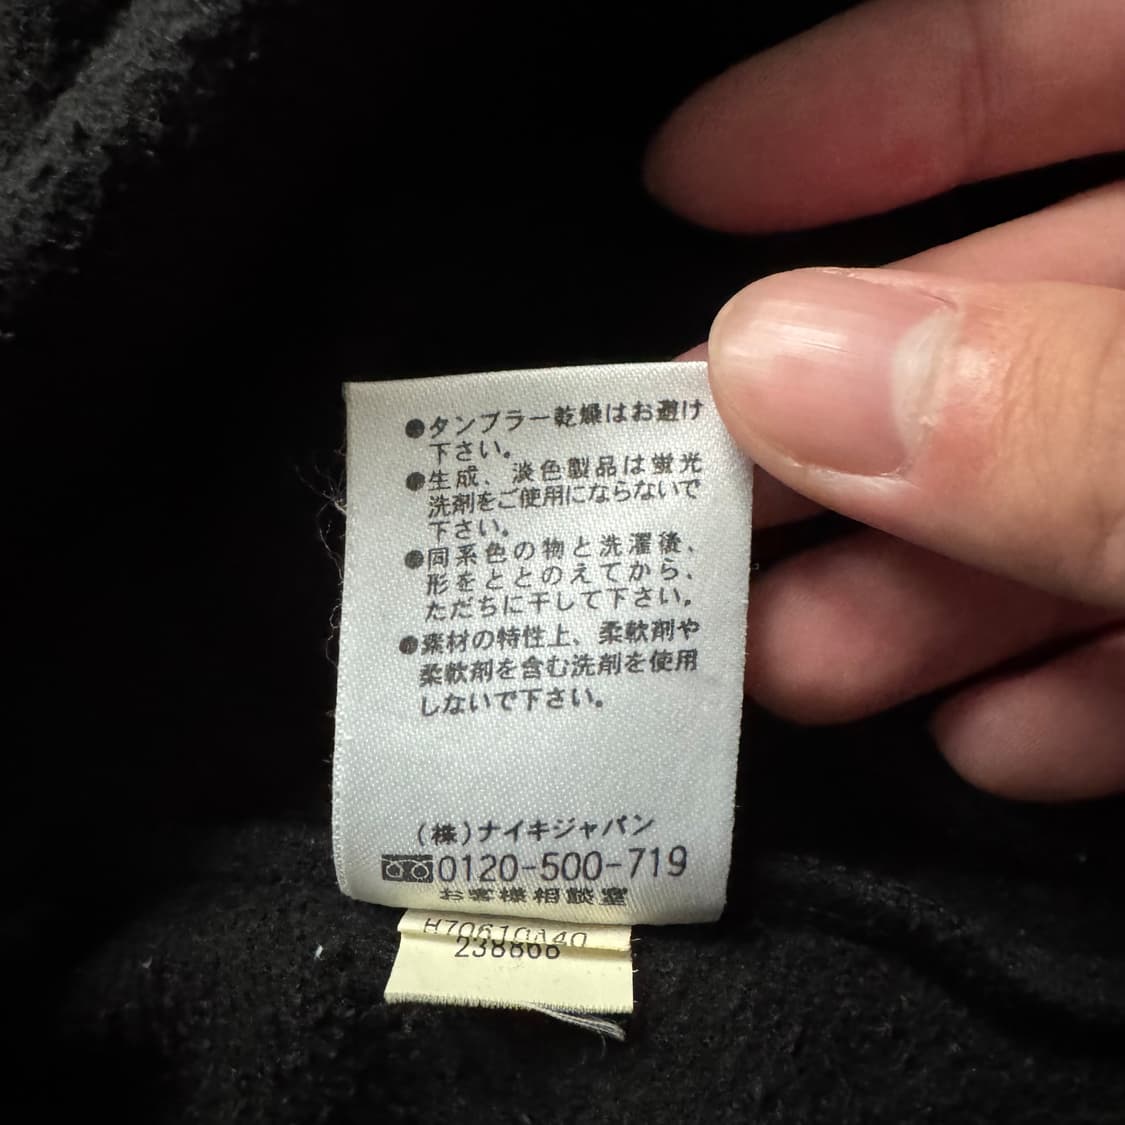 ●タンブラー乾燥はお避け
下さい。
●生成、淡色製品は蛍光
洗剤をご使用にならないで
下さい。
●同系色の物と洗濯後、
形をととのえてから、
ただちに干して下さい。
●素材の特性上、柔軟剤や
柔軟剤を含む洗剤を使用
しないで下さい。
(株)ナイキジャパン
0120-500-719
お客様相談室
H70610A40
238866